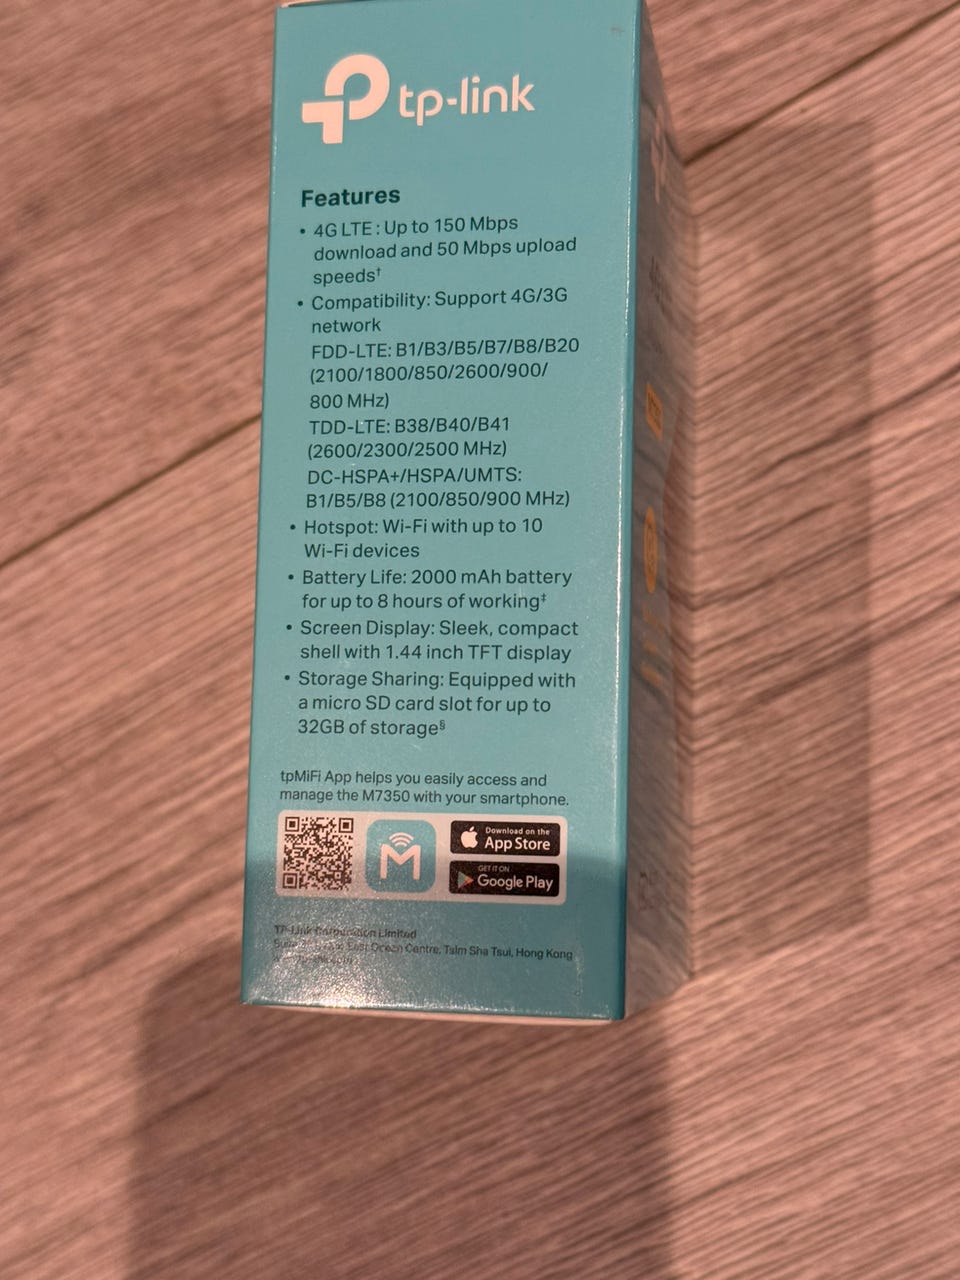 tp-link
Features
• 4G LTE : Up to 150 Mbps
download and 50 Mbps upload
speeds†
• Compatibility: Support 4G/3G
network
FDD-LTE: B1/B3/B5/B7/B8/B20
(2100/1800/850/2600/900/
800 MHz)
TDD-LTE: B38/B40/B41
(2600/2300/2500 MHz)
DC-HSPA+/HSPA/UMTS:
B1/B5/B8 (2100/850/900 MHz)
• Hotspot: Wi-Fi with up to 10
Wi-Fi devices
• Battery Life: 2000 mAh battery
for up to 8 hours of working‡
• Screen Display: Sleek, compact
shell with 1.44 inch TFT display
• Storage Sharing: Equipped with
a micro SD card slot for up to
32GB of storage§
tpMiFi App helps you easily access and
manage the M7350 with your smartphone.
M
Download on the
App Store
GET IT ON
Google Play
TP-Link Corporation Limited
East Ocean Centre, Tsim Sha Tsui, Hong Kong